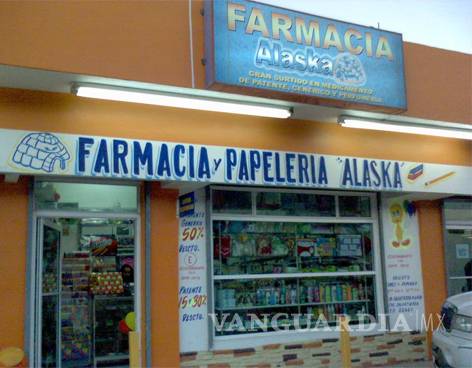 FARMACIA
Alaska
GRAN SURTIDO EN MEDICAMENTO
DE PATENTE, GENERICO Y PERFUMERIA
FARMACIA Y PAPELERIA "ALASKA"
50%
DESCTO.
PATENTE
15 Y 30%
DESCTO.
VANGUARDIA MX